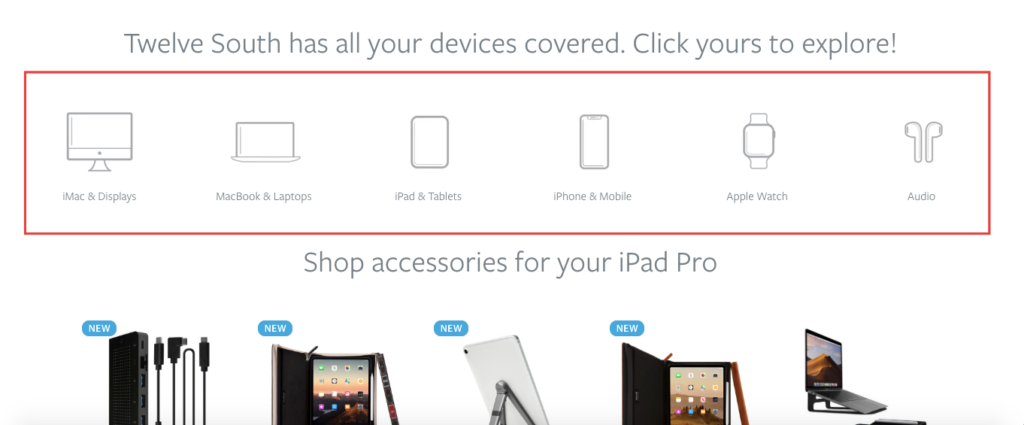 Twelve South has all your devices covered. Click yours to explore!
iMac & Displays
MacBook & Laptops
iPad & Tablets
iPhone & Mobile
Apple Watch
Audio
Shop accessories for your iPad Pro
NEW
NEW
NEW
NEW